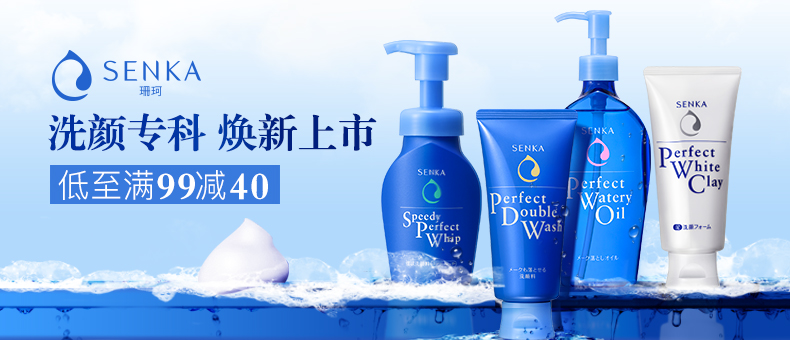 SENKA
珊珂
洗颜专科 焕新上市
低至满99减40
SENKA
Speedy
Perfect
Whip
SENKA
Perfect
Double
Wash
メーク も落とせる
洗顔料
Perfect
Watery
Oil
メーク落としオイル
SENKA
Perfect
White
Clay
洗顔フォーム
SENKA